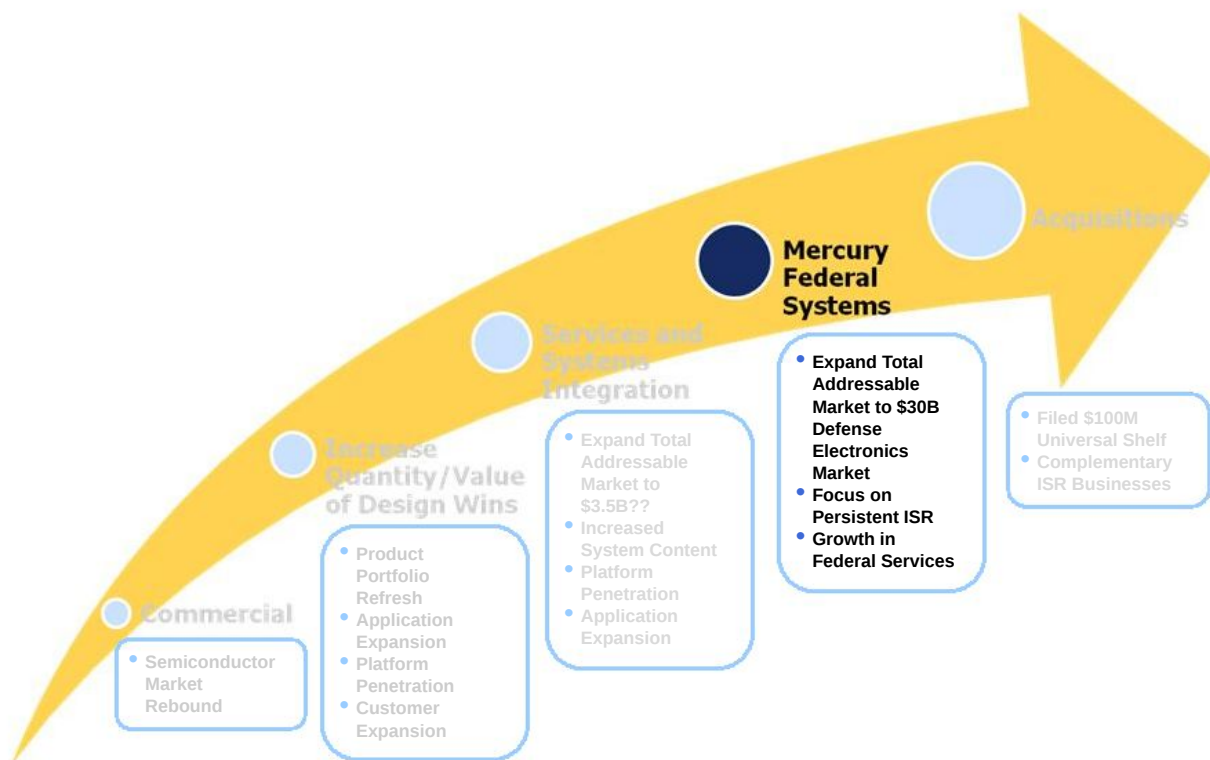 Commercial
• Semiconductor
Market
Rebound
Increase
Quantity/Value
of Design Wins
• Product
Portfolio
Refresh
• Application
Expansion
• Platform
Penetration
• Customer
Expansion
Services and
Systems
Integration
• Expand Total
Addressable
Market to
$3.5B??
• Increased
System Content
• Platform
Penetration
• Application
Expansion
Mercury
Federal
Systems
• Expand Total
Addressable
Market to $30B
Defense
Electronics
Market
• Focus on
Persistent ISR
• Growth in
Federal Services
Acquisitions
• Filed $100M
Universal Shelf
• Complementary
ISR Businesses